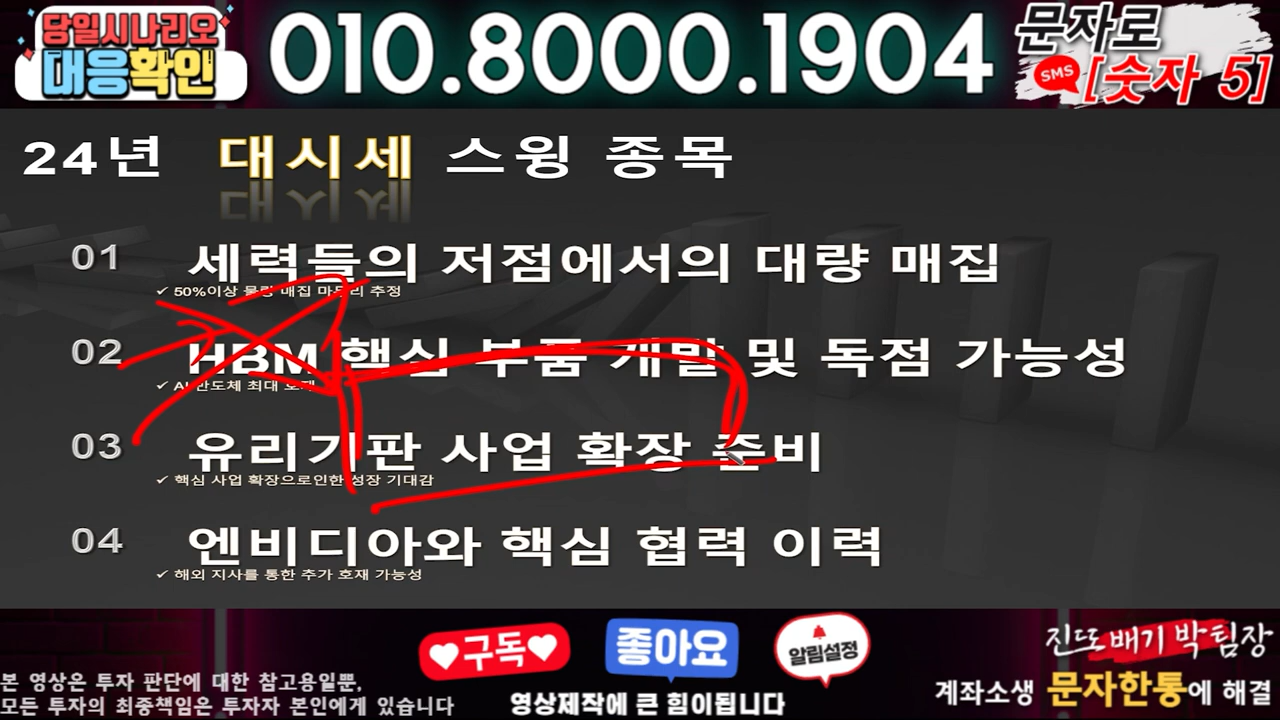 당일시나리오
대응확인
010.8000.1904
문자로
SMS
[숫자 5]
24년 대시세 스윙 종목
01 세력들의 저점에서의 대량 매집
✓ 50%이상 물량 매집 마무리 추정
02 HBM 핵심 부품 개발 및 독점 가능성
✓ AI 반도체 최대 호재
03 유리기판 사업 확장 준비
✓ 핵심 사업 확장으로인한 성장 기대감
04 엔비디아와 핵심 협력 이력
✓ 해외 지사를 통한 추가 호재 가능성
구독
좋아요
알림설정
진또배기 박팀장
본 영상은 투자 판단에 대한 참고용일뿐,
모든 투자의 최종책임은 투자자 본인에게 있습니다
영상제작에 큰 힘이됩니다
계좌소생 문자한통에 해결